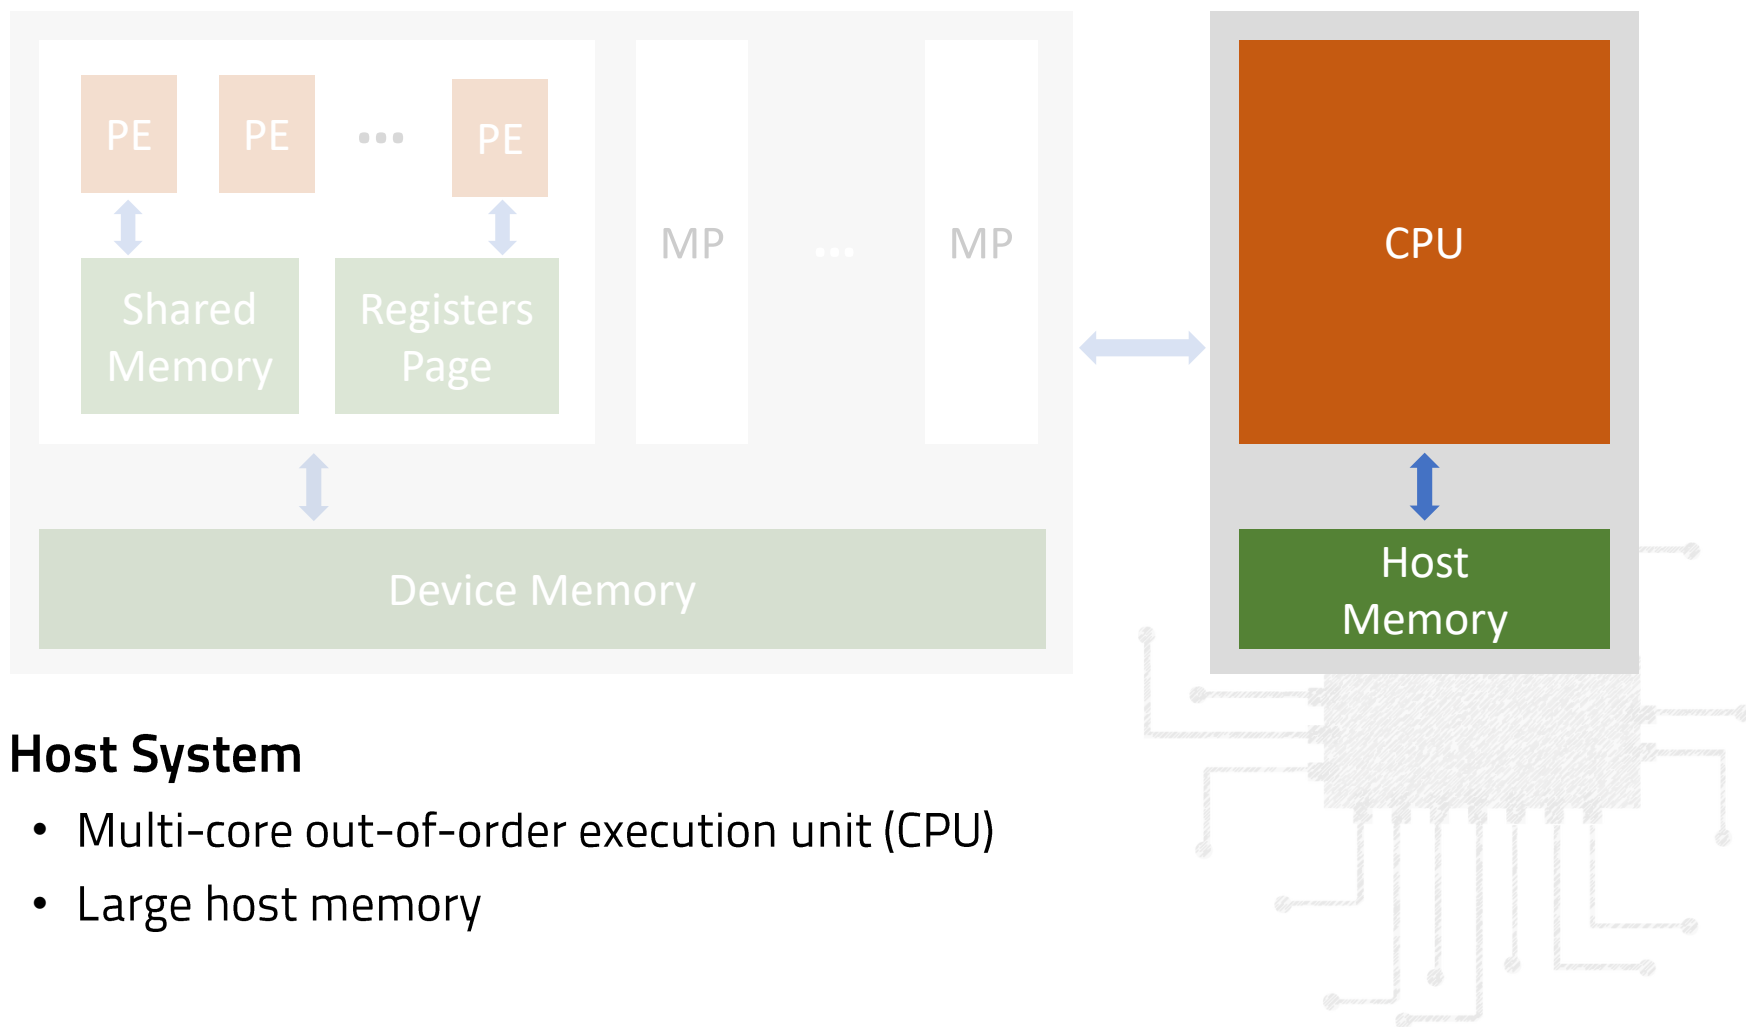 PE
PE
...
PE
MP
...
MP
CPU
Shared
Memory
Registers
Page
Device Memory
Host
Memory
Host System
• Multi-core out-of-order execution unit (CPU)
• Large host memory